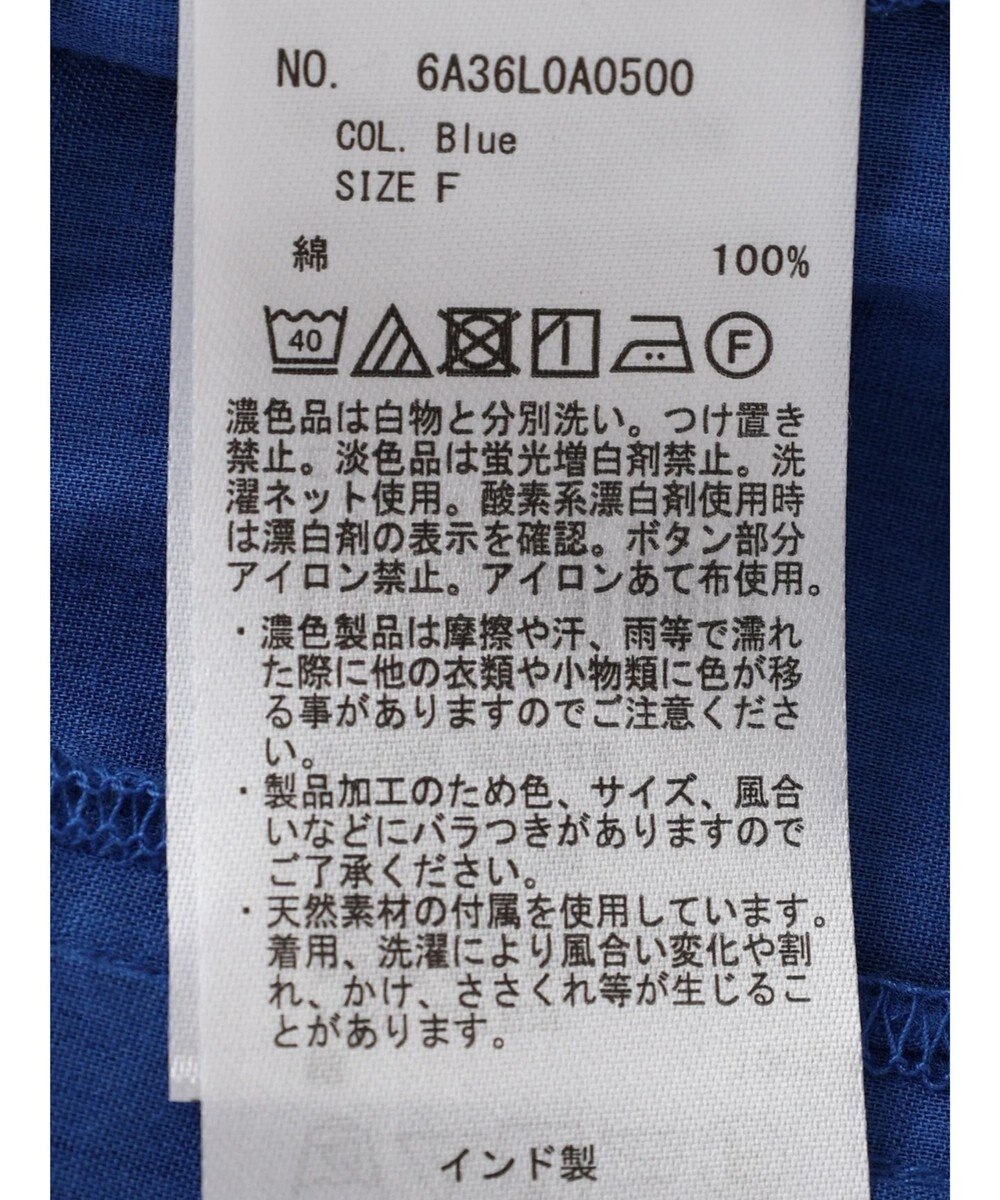 NO. 6A36L0A0500
COL. Blue
SIZE F
綿 100%
40 F
濃色品は白物と分別洗い。つけ置き
禁止。淡色品は蛍光増白剤禁止。洗
濯ネット使用。酸素系漂白剤使用時
は漂白剤の表示を確認。ボタン部分
アイロン禁止。アイロンあて布使用。
・濃色製品は摩擦や汗、雨等で濡れ
た際に他の衣類や小物類に色が移
る事がありますのでご注意くださ
い。
・製品加工のため色、サイズ、風合
いなどにバラつきがありますので
ご了承ください。
・天然素材の付属を使用しています。
着用、洗濯により風合い変化や割
れ、かけ、ささくれ等が生じるこ
とがあります。
インド製